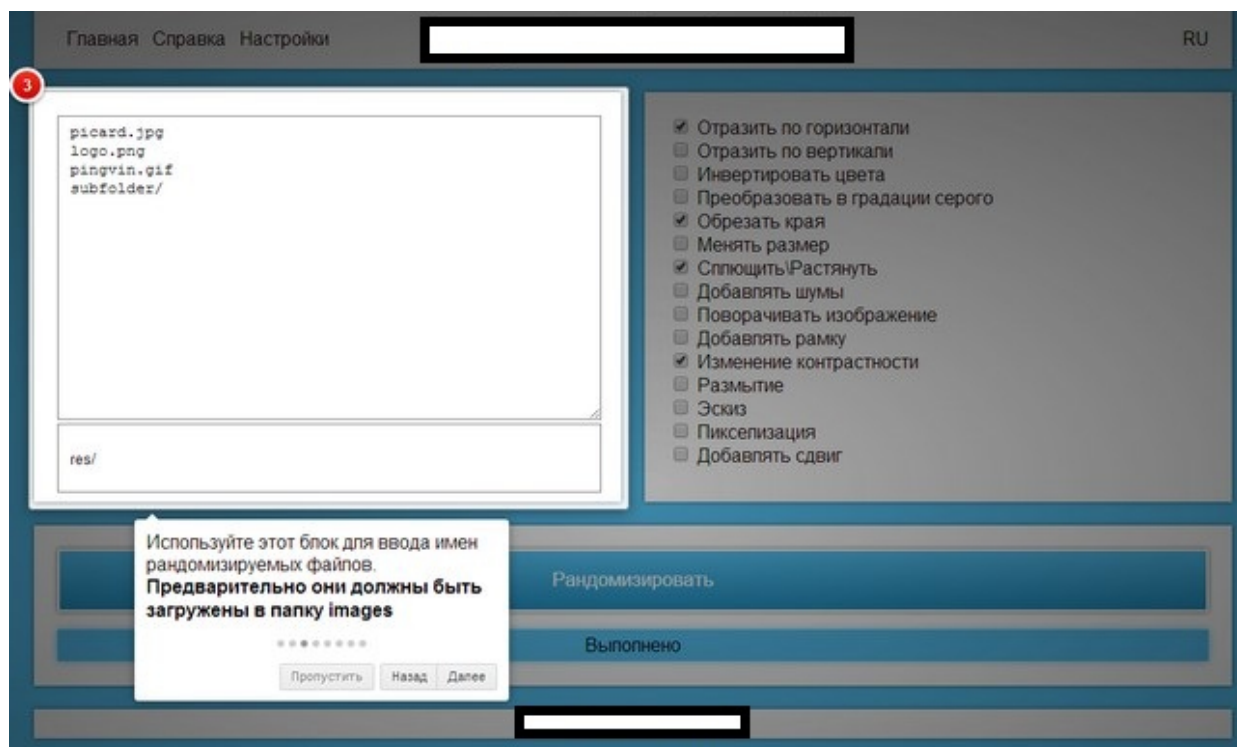 Главная Справка Настройки
RU
3
picard.jpg
logo.png
pingvin.gif
subfolder/
res/
Отразить по горизонтали
Отразить по вертикали
Инвертировать цвета
Преобразовать в градации серого
Обрезать края
Менять размер
Сплющить\Растянуть
Добавлять шумы
Поворачивать изображение
Добавлять рамку
Изменение контрастности
Размытие
Эскиз
Пикселизация
Добавлять сдвиг
Используйте этот блок для ввода имен
рандомизируемых файлов.
Предварительно они должны быть
загружены в папку images
Пропустить Назад Далее
Рандомизировать
Выполнено